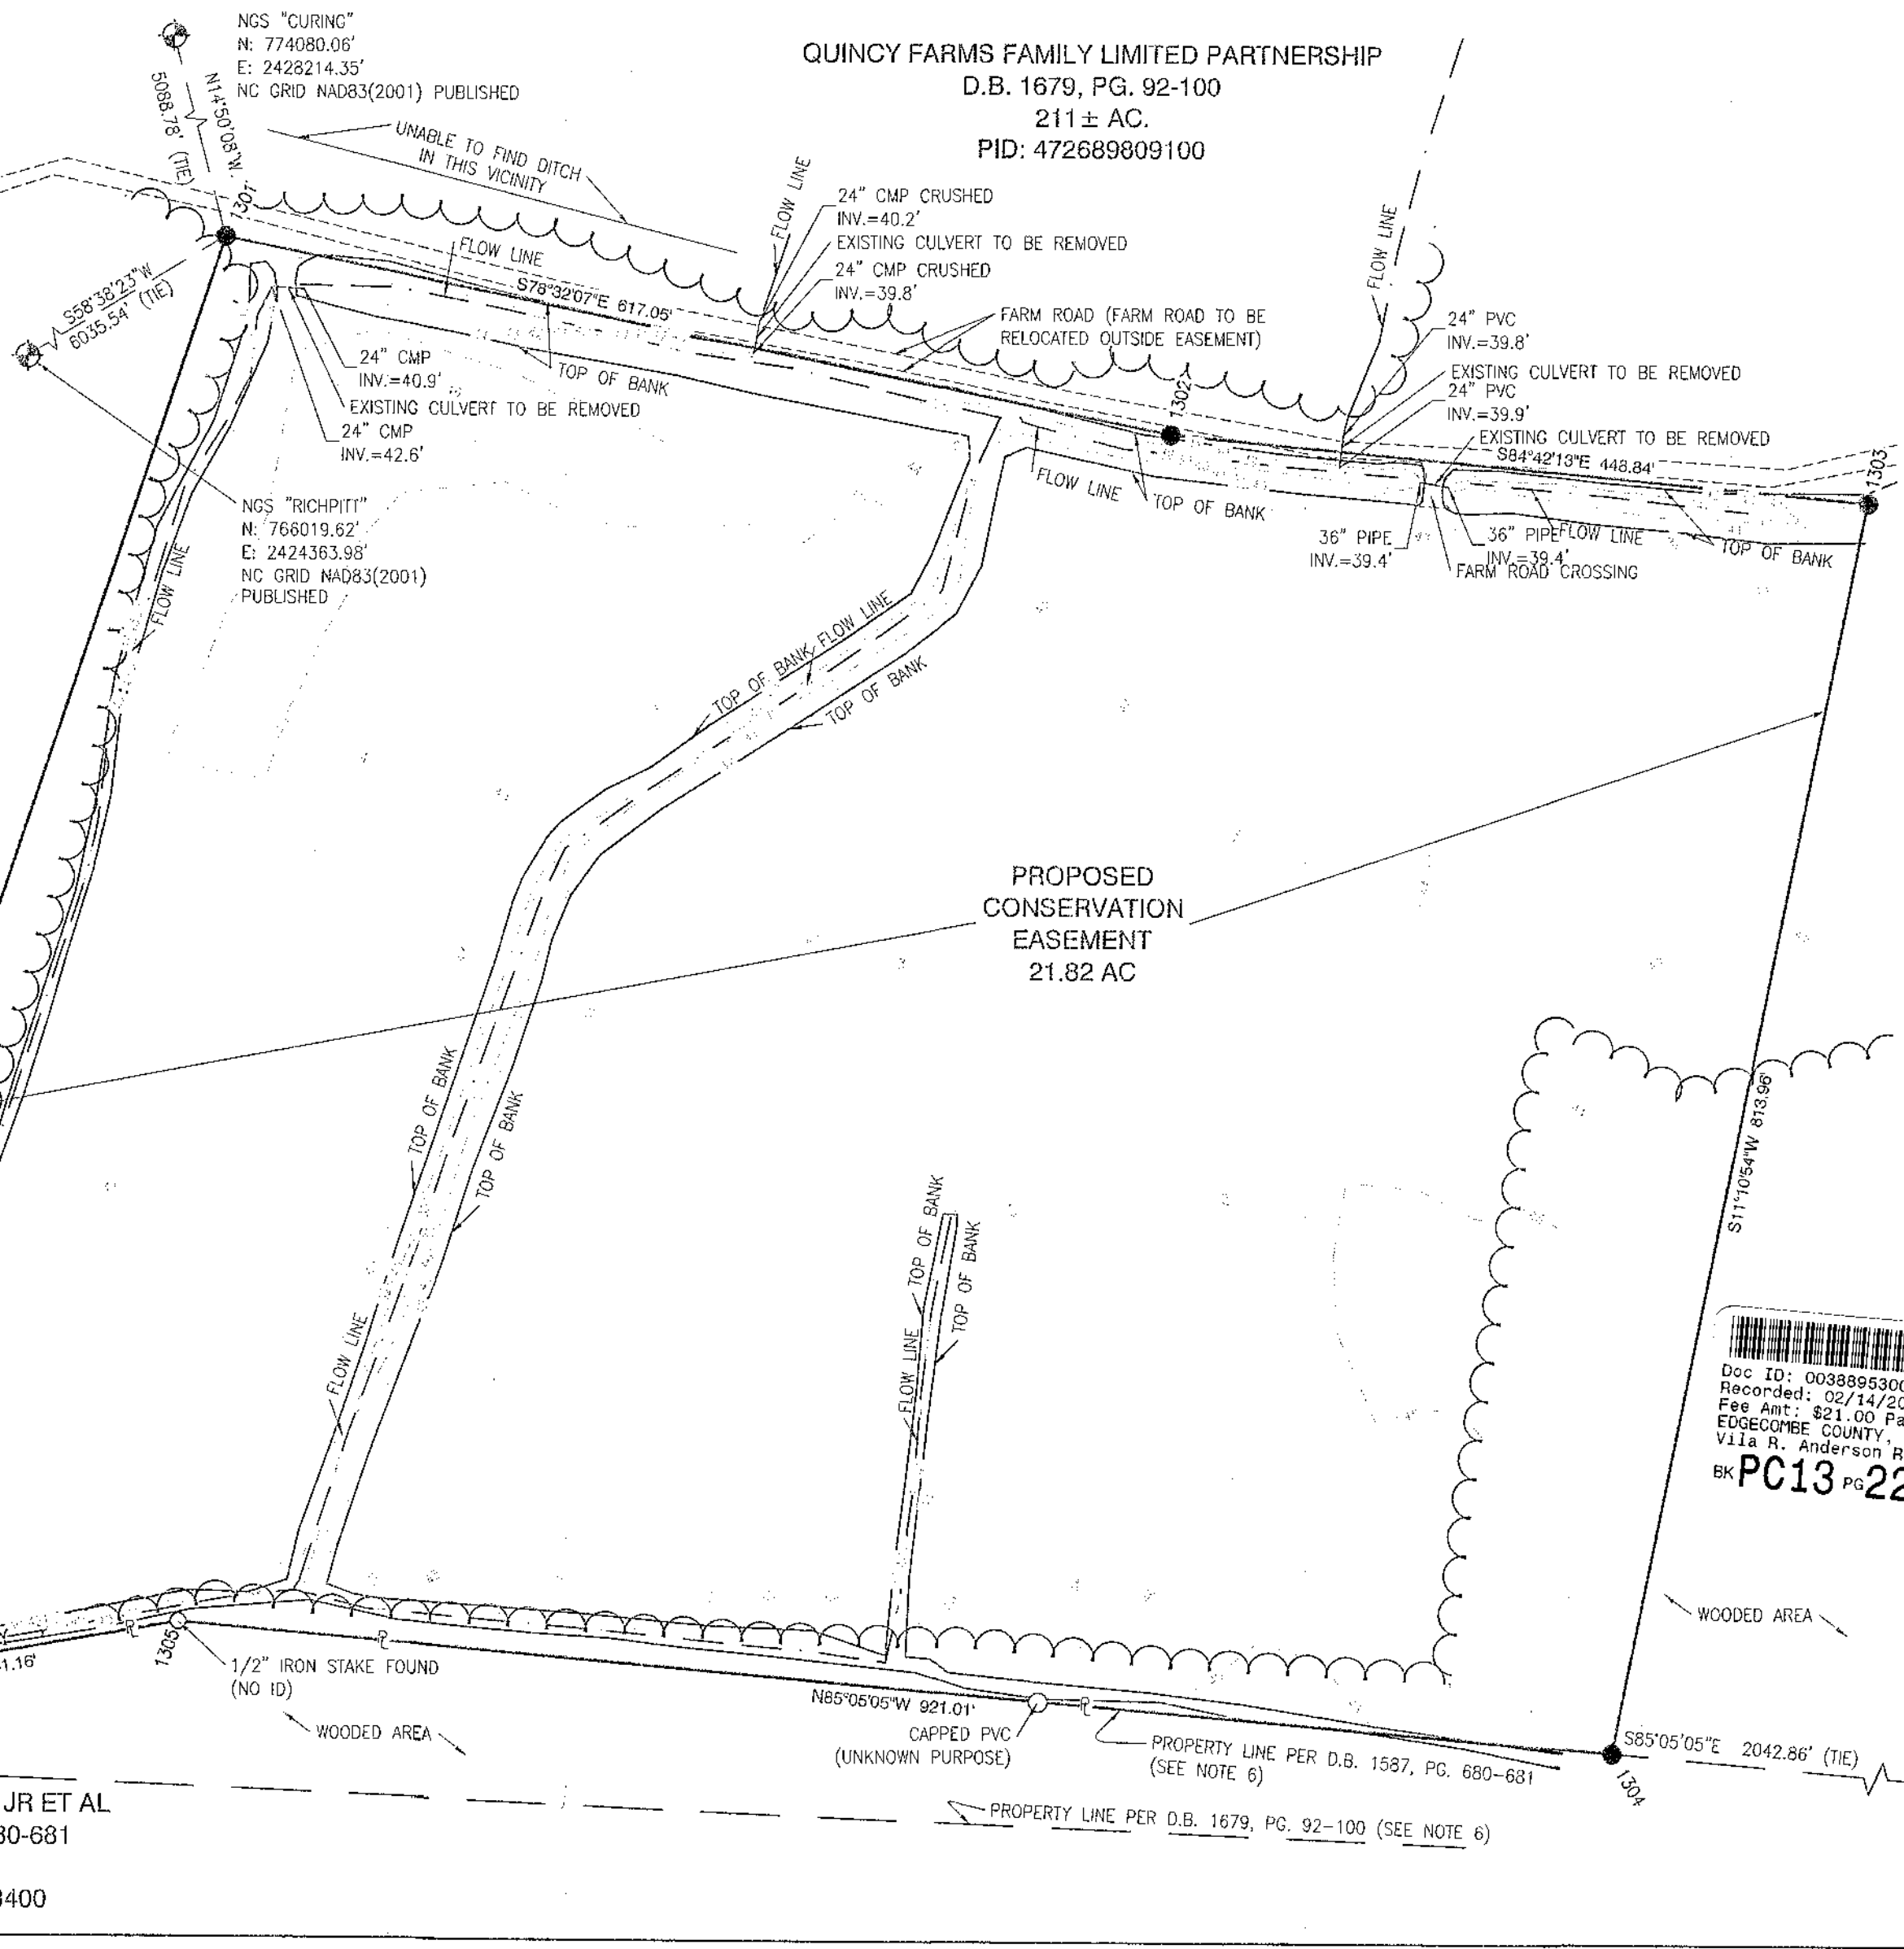 NGS "CURING"
N: 774080.06'
E: 2428214.35'
NC GRID NAD83(2001) PUBLISHED
QUINCY FARMS FAMILY LIMITED PARTNERSHIP
D.B. 1679, PG. 92-100
211± AC.
PID: 472689809100
N14°50'08"W
5088.78' (TIE)
1301
UNABLE TO FIND DITCH
IN THIS VICINITY
FLOW LINE
24" CMP CRUSHED
INV.=40.2'
EXISTING CULVERT TO BE REMOVED
24" CMP CRUSHED
INV.=39.8'
FLOW LINE
FLOW LINE
S78°32'07"E 617.05'
S58°38'23"W
6035.54' (TIE)
FARM ROAD (FARM ROAD TO BE
RELOCATED OUTSIDE EASEMENT)
24" PVC
INV.=39.8'
EXISTING CULVERT TO BE REMOVED
24" PVC
INV.=39.9'
EXISTING CULVERT TO BE REMOVED
S84°42'13"E 448.84'
1302
1303
24" CMP
INV.=40.9'
EXISTING CULVERT TO BE REMOVED
24" CMP
INV.=42.6'
TOP OF BANK
FLOW LINE
TOP OF BANK
36" PIPE
INV.=39.4'
36" PIPE
INV.=39.4'
FLOW LINE
FARM ROAD CROSSING
TOP OF BANK
NGS "RICHPITT"
N: 766019.62'
E: 2424363.98'
NC GRID NAD83(2001)
PUBLISHED
FLOW LINE
TOP OF BANK
FLOW LINE
TOP OF BANK
PROPOSED
CONSERVATION
EASEMENT
21.82 AC
TOP OF BANK
TOP OF BANK
FLOW LINE
TOP OF BANK
TOP OF BANK
FLOW LINE
S11°10'54"W 813.96'
Doc ID: 0038895300
Recorded: 02/14/20
Fee Amt: $21.00 Pa
EDGECOMBE COUNTY,
Vila R. Anderson R
BK PC13 PG 22
WOODED AREA
1.16'
1305
1/2" IRON STAKE FOUND
(NO ID)
WOODED AREA
N85°05'05"W 921.01'
CAPPED PVC
(UNKNOWN PURPOSE)
PROPERTY LINE PER D.B. 1587, PG. 680-681
(SEE NOTE 6)
S85°05'05"E 2042.86' (TIE)
1304
PROPERTY LINE PER D.B. 1679, PG. 92-100 (SEE NOTE 6)
JR ET AL
80-681
3400